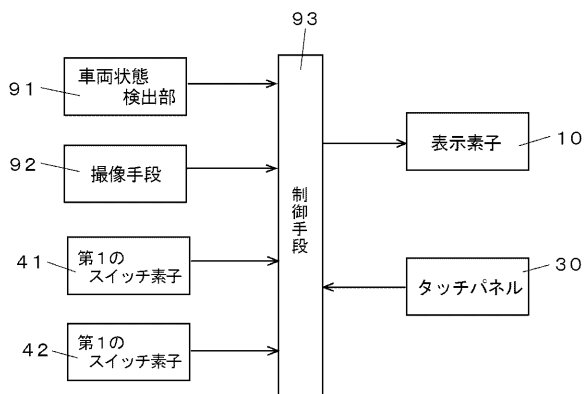 93
91
車両状態
検出部
92
撮像手段
41
第1の
スイッチ素子
42
第1の
スイッチ素子
制御手段
表示素子
10
タッチパネル
30